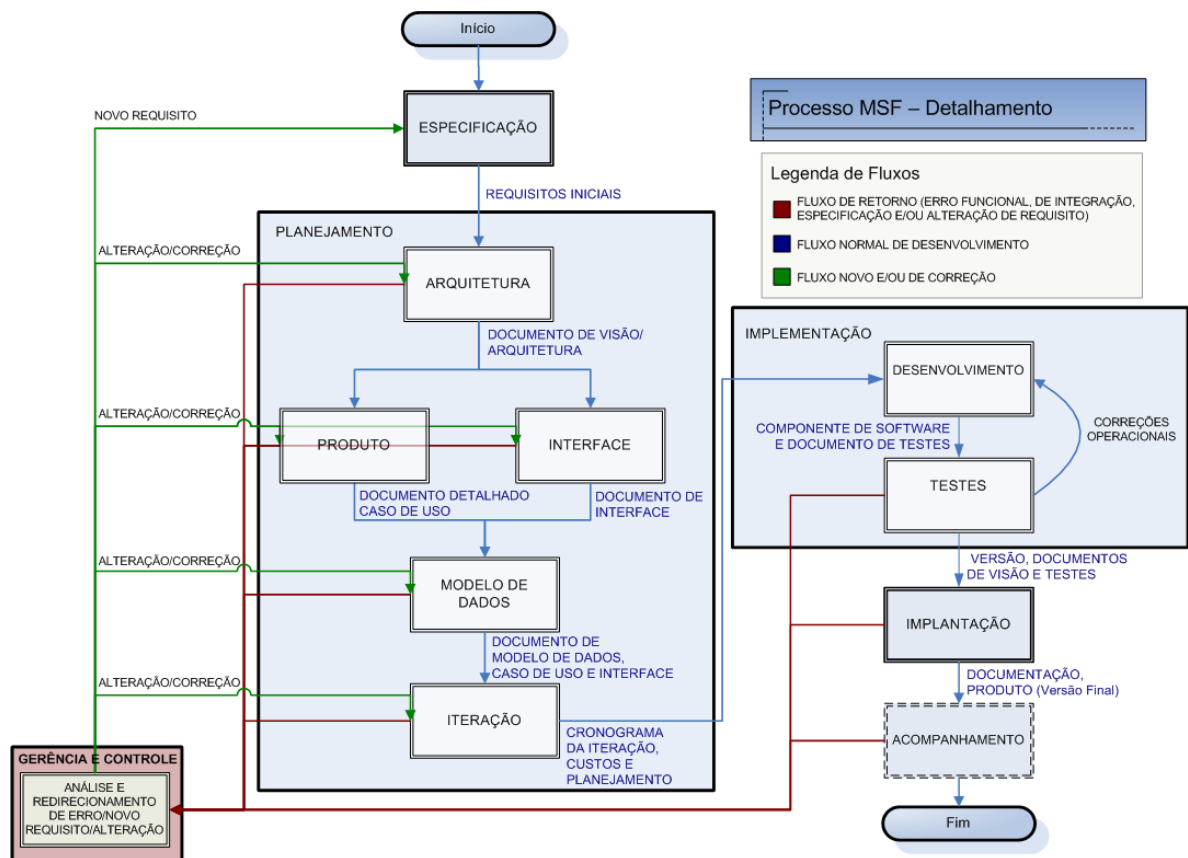 Início
Processo MSF – Detalhamento
Legenda de Fluxos
FLUXO DE RETORNO (ERRO FUNCIONAL, DE INTEGRAÇÃO,
ESPECIFICAÇÃO E/OU ALTERAÇÃO DE REQUISITO)
FLUXO NORMAL DE DESENVOLVIMENTO
FLUXO NOVO E/OU DE CORREÇÃO
NOVO REQUISITO
ESPECIFICAÇÃO
REQUISITOS INICIAIS
PLANEJAMENTO
ALTERAÇÃO/CORREÇÃO
ARQUITETURA
DOCUMENTO DE VISÃO/
ARQUITETURA
ALTERAÇÃO/CORREÇÃO
PRODUTO
INTERFACE
DOCUMENTO DETALHADO
CASO DE USO
DOCUMENTO DE
INTERFACE
ALTERAÇÃO/CORREÇÃO
MODELO DE
DADOS
DOCUMENTO DE
MODELO DE DADOS,
CASO DE USO E INTERFACE
ALTERAÇÃO/CORREÇÃO
ITERAÇÃO
CRONOGRAMA
DA ITERAÇÃO,
CUSTOS E
PLANEJAMENTO
GERÊNCIA E CONTROLE
ANÁLISE E
REDIRECIONAMENTO
DE ERRO/NOVO
REQUISITO/ALTERAÇÃO
IMPLEMENTAÇÃO
DESENVOLVIMENTO
COMPONENTE DE SOFTWARE
E DOCUMENTO DE TESTES
CORREÇÕES
OPERACIONAIS
TESTES
VERSÃO, DOCUMENTOS
DE VISÃO E TESTES
IMPLANTAÇÃO
DOCUMENTAÇÃO,
PRODUTO (Versão Final)
ACOMPANHAMENTO
Fim